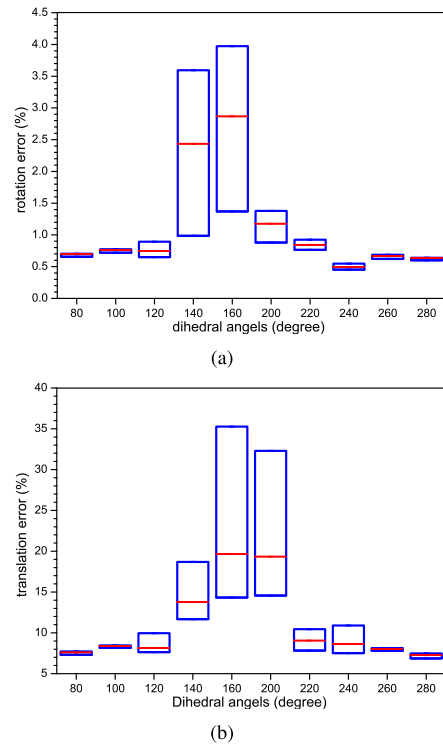 4.5
4.0
3.5
3.0
2.5
2.0
1.5
1.0
0.5
0.0
rotation error (%)
80 100 120 140 160 200 220 240 260 280
dihedral angels (degree)
(a)
40
35
30
25
20
15
10
5
translation error (%)
80 100 120 140 160 200 220 240 260 280
Dihedral angels (degree)
(b)